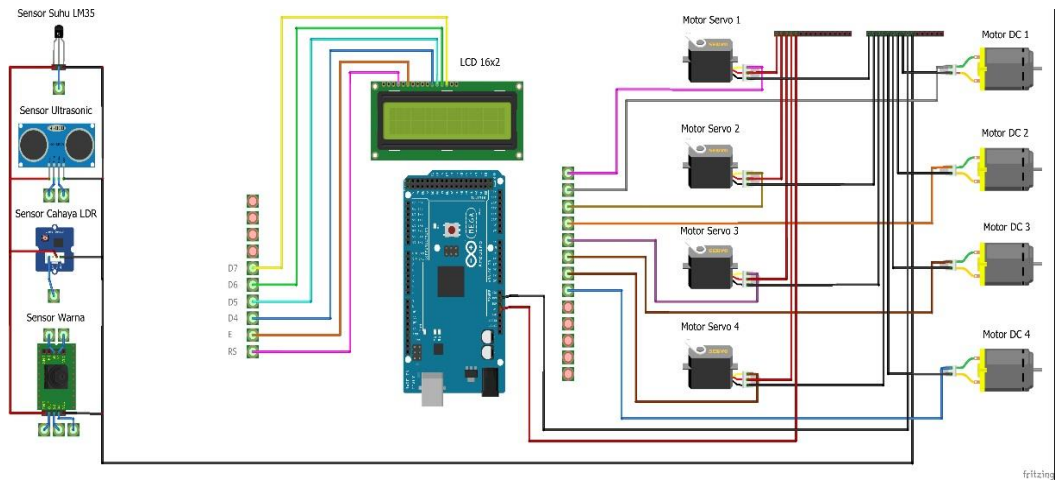 Sensor Suhu LM35
Sensor Ultrasonic
Sensor Cahaya LDR
Sensor Warna
LCD 16x2
D7
D6
D5
D4
E
RS
MEGA
ARDUINO
Motor Servo 1
Motor Servo 2
Motor Servo 3
Motor Servo 4
Motor DC 1
Motor DC 2
Motor DC 3
Motor DC 4
fritzing